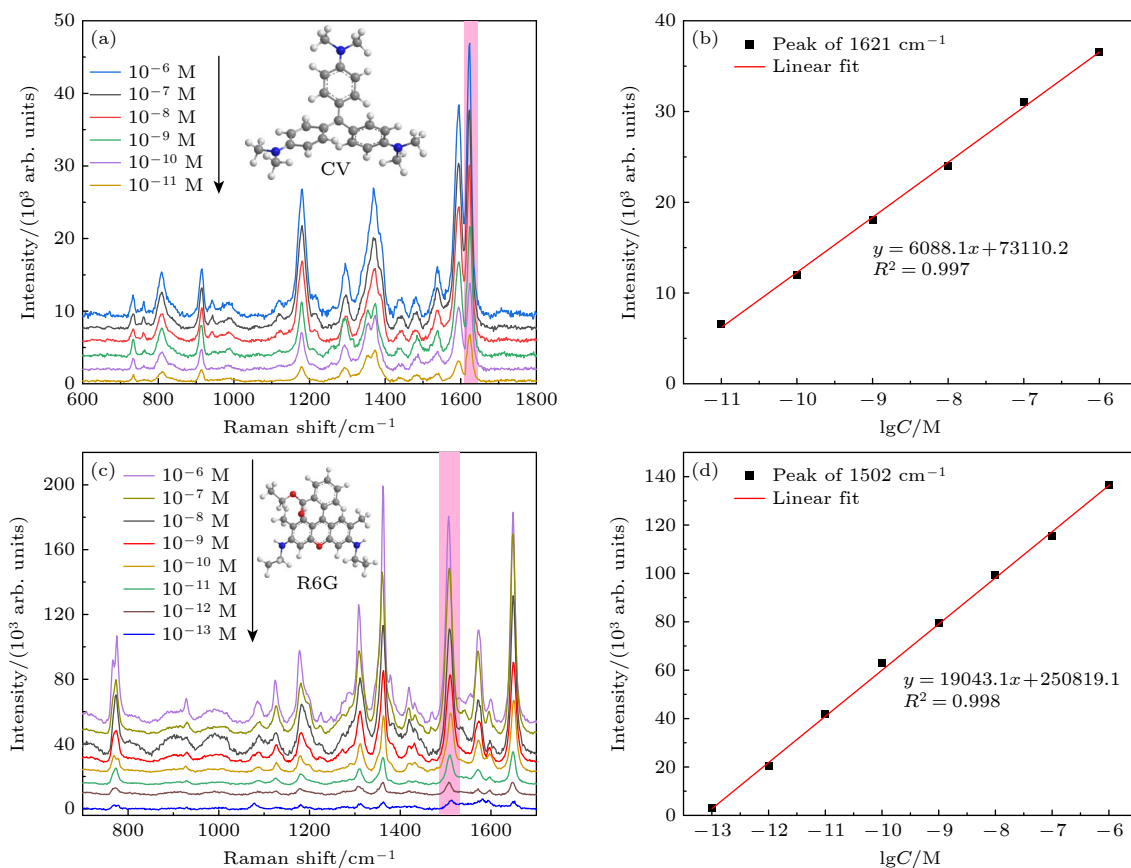 (a)
10⁻⁶ M
10⁻⁷ M
10⁻⁸ M
10⁻⁹ M
10⁻¹⁰ M
10⁻¹¹ M
CV
50
40
30
20
10
0
Intensity/(10³ arb. units)
600 800 1000 1200 1400 1600 1800
Raman shift/cm⁻¹
(b)
Peak of 1621 cm⁻¹
Linear fit
y = 6088.1x+73110.2
R² = 0.997
40
30
20
10
0
Intensity/(10³ arb. units)
−11 −10 −9 −8 −7 −6
lgC/M
(c)
10⁻⁶ M
10⁻⁷ M
10⁻⁸ M
10⁻⁹ M
10⁻¹⁰ M
10⁻¹¹ M
10⁻¹² M
10⁻¹³ M
R6G
200
160
120
80
40
0
Intensity/(10³ arb. units)
800 1000 1200 1400 1600
Raman shift/cm⁻¹
(d)
Peak of 1502 cm⁻¹
Linear fit
y = 19043.1x+250819.1
R² = 0.998
140
120
100
80
60
40
20
0
Intensity/(10³ arb. units)
−13 −12 −11 −10 −9 −8 −7 −6
lgC/M